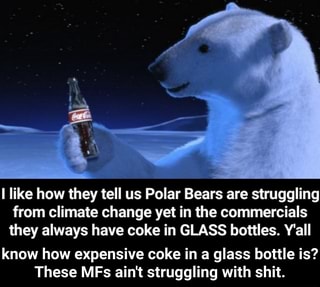 Coca-Cola
I like how they tell us Polar Bears are struggling
from climate change yet in the commercials
they always have coke in GLASS bottles. Y'all
know how expensive coke in a glass bottle is?
These MFs ain't struggling with shit.